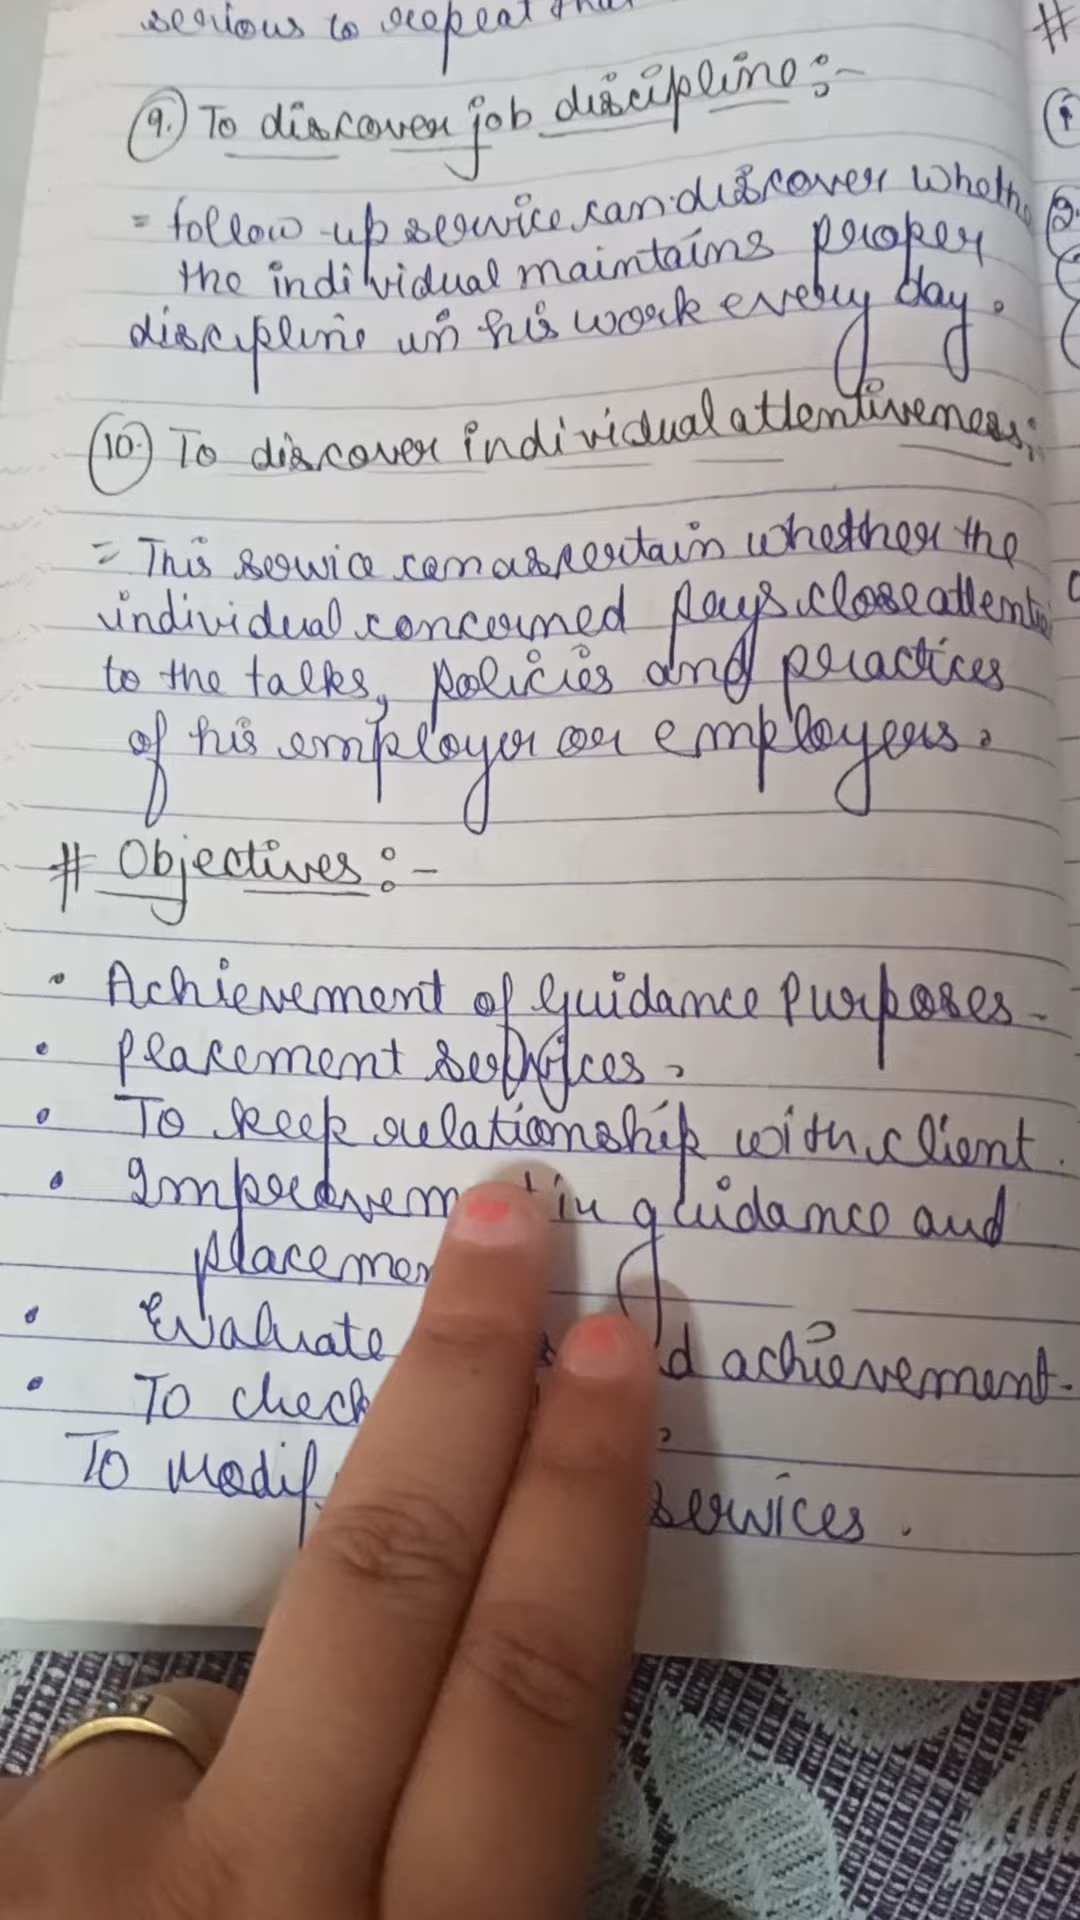 serious to repeat
9. To discover job discipline :-
= follow-up service can discover wheth
the individual maintains proper
discipline in his work every day.
10. To discover individual attentiveness:
= This service can ascertain whether the
individual concerned pays close attenti
to the talks, policies and practices
of his employer or employers.
# Objectives :-
• Achievement of guidance purposes.
• placement services.
• To keep relationship with client.
• Improvem in guidance and
placemen
• Evaluate d achievement.
• To check
To modif services.
#